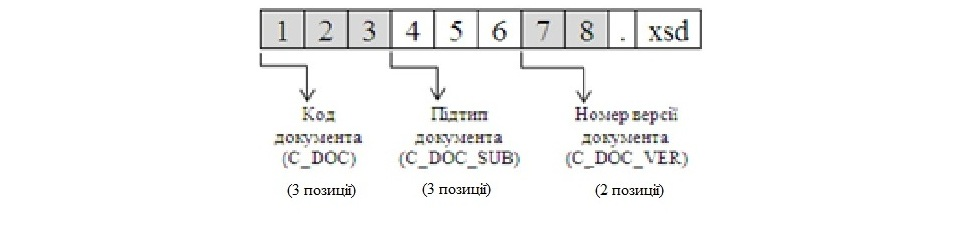 1 2 3 4 5 6 7 8 . xsd
Код документа (C_DOC)
(3 позиції)
Підтип документа (C_DOC_SUB)
(3 позиції)
Номер версії документа (C_DOC_VER)
(2 позиції)